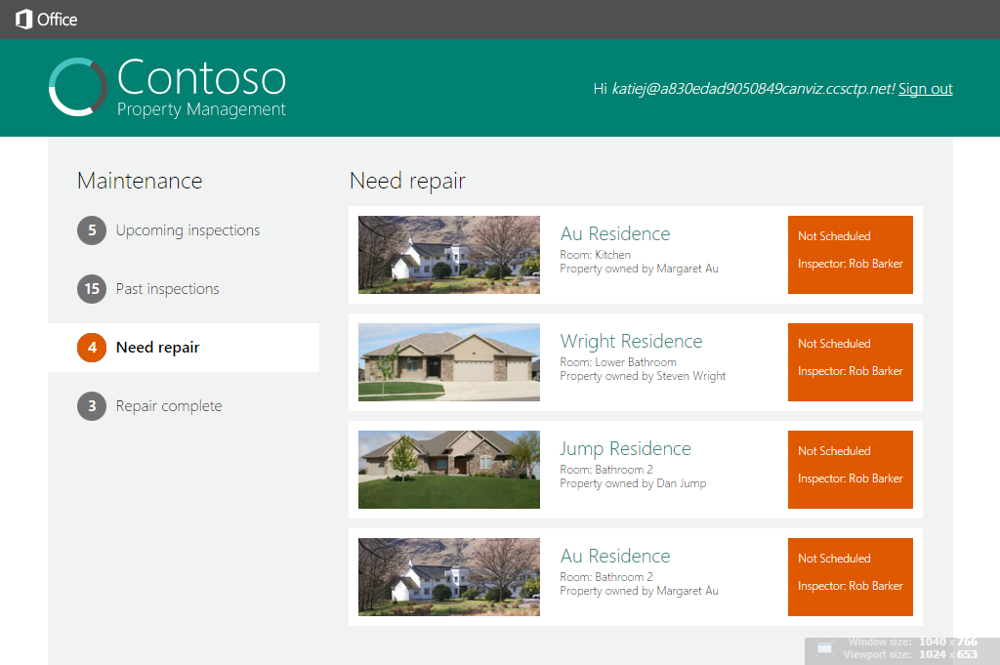 Office
Contoso
Property Management
Hi katiej@a830edad9050849canviz.ccsctp.net! Sign out
Maintenance
5 Upcoming inspections
15 Past inspections
4 Need repair
3 Repair complete
Need repair
Au Residence
Room: Kitchen
Property owned by Margaret Au
Not Scheduled
Inspector: Rob Barker
Wright Residence
Room: Lower Bathroom
Property owned by Steven Wright
Not Scheduled
Inspector: Rob Barker
Jump Residence
Room: Bathroom 2
Property owned by Dan Jump
Not Scheduled
Inspector: Rob Barker
Au Residence
Room: Bathroom 2
Property owned by Margaret Au
Not Scheduled
Inspector: Rob Barker
Window size: 1040 x 766
Viewport size: 1024 x 653